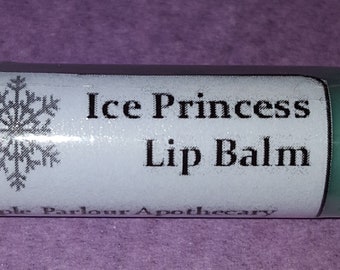 Ice Princess
Lip Balm
Parlour Apothecary